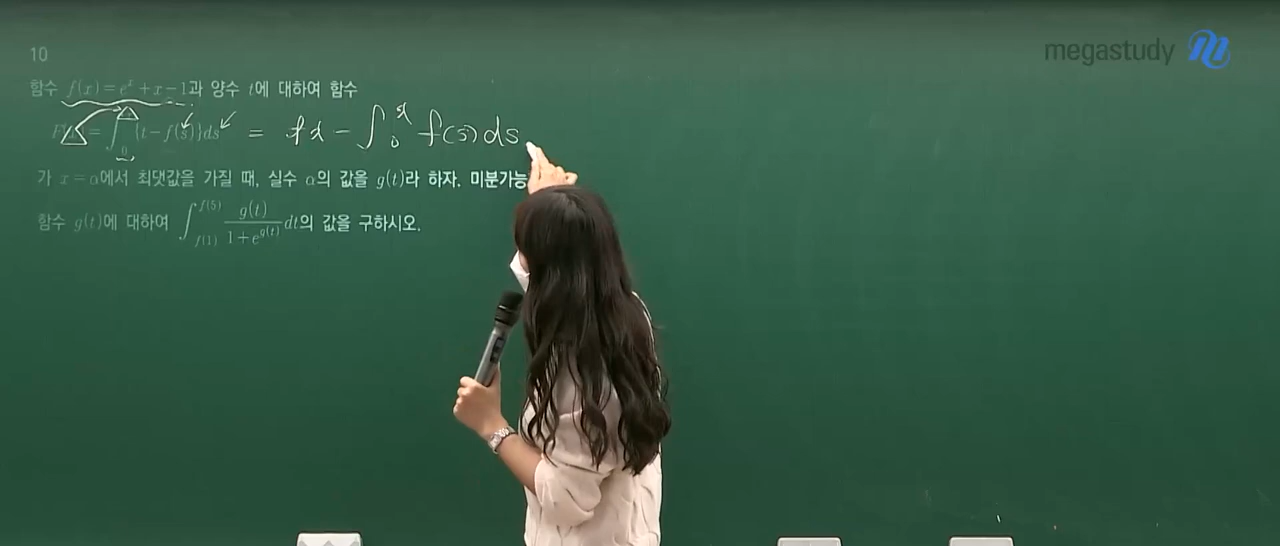 megastudy
10
함수 f(x)=eˣ+x-1과 양수 t에 대하여 함수
=∫₀ {t-f(s)}ds = tx - ∫₀ˣ f(s)ds
가 x=α에서 최댓값을 가질 때, 실수 α의 값을 g(t)라 하자. 미분가능
함수 g(t)에 대하여 ∫_{f(1)}^{f(5)} g(t)/(1+e^{g(t)}) dt의 값을 구하시오.